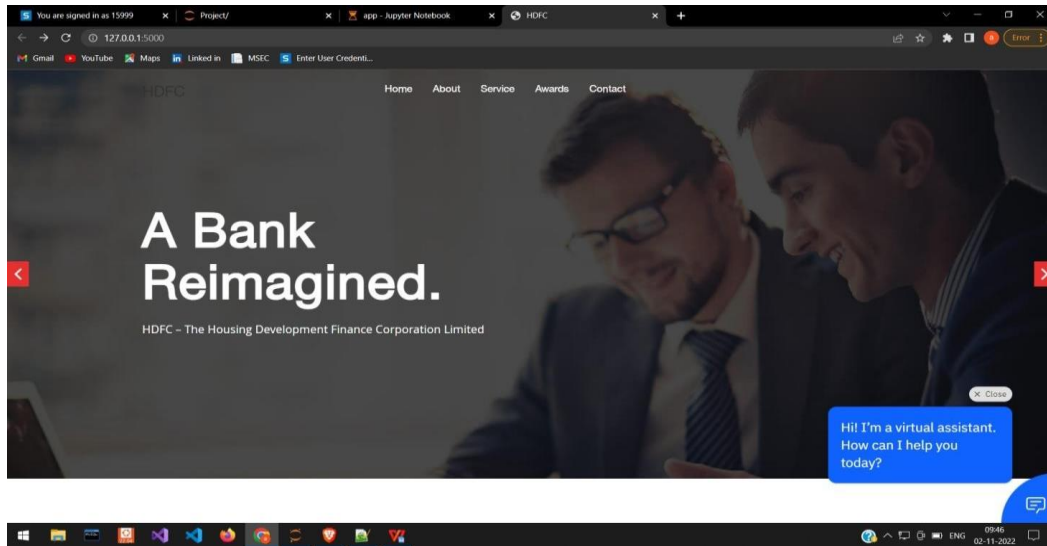 You are signed in as 15999
Project/
app - Jupyter Notebook
HDFC
127.0.0.1:5000
Error
Gmail
YouTube
Maps
Linked in
MSEC
Enter User Credenti...
HDFC
Home About Service Awards Contact
A Bank
Reimagined.
HDFC – The Housing Development Finance Corporation Limited
× Close
Hi! I'm a virtual assistant.
How can I help you
today?
ENG
09:46
02-11-2022